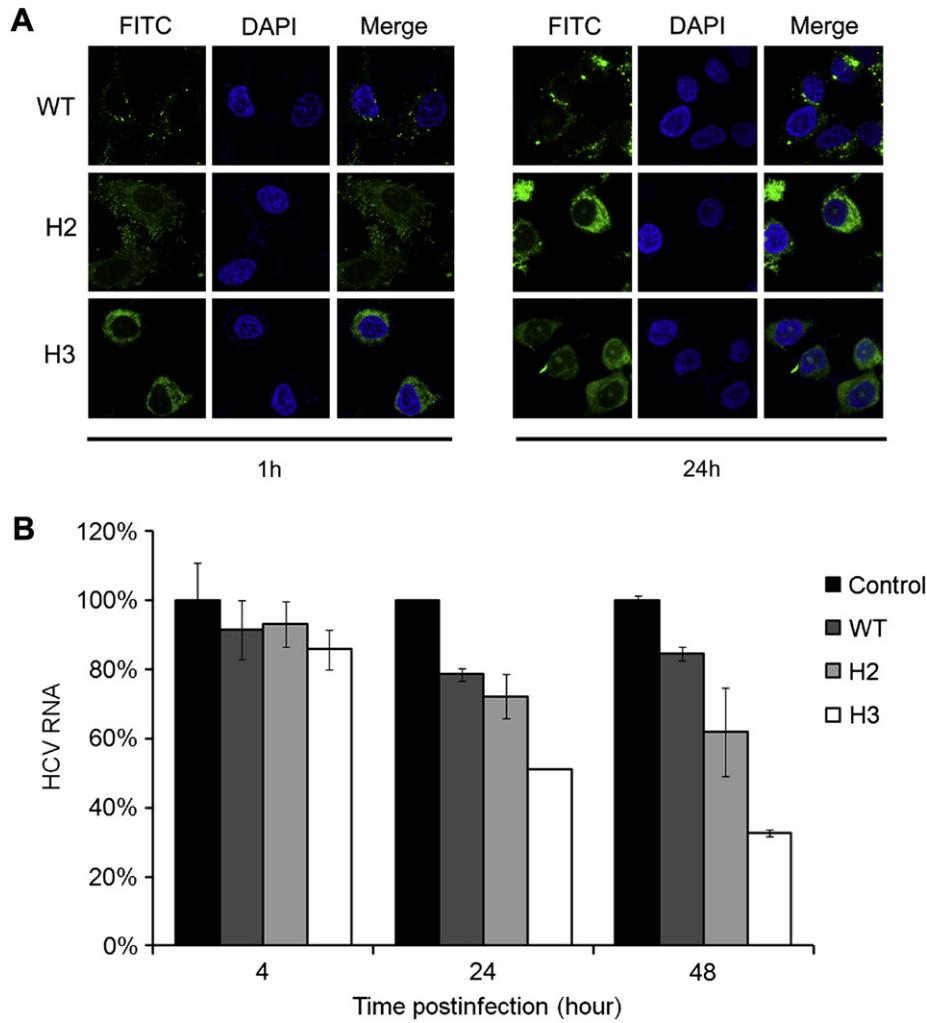 A
FITC DAPI Merge FITC DAPI Merge
WT
H2
H3
1h 24h
B
120%
100%
80%
60%
40%
20%
0%
HCV RNA
4 24 48
Time postinfection (hour)
Control
WT
H2
H3